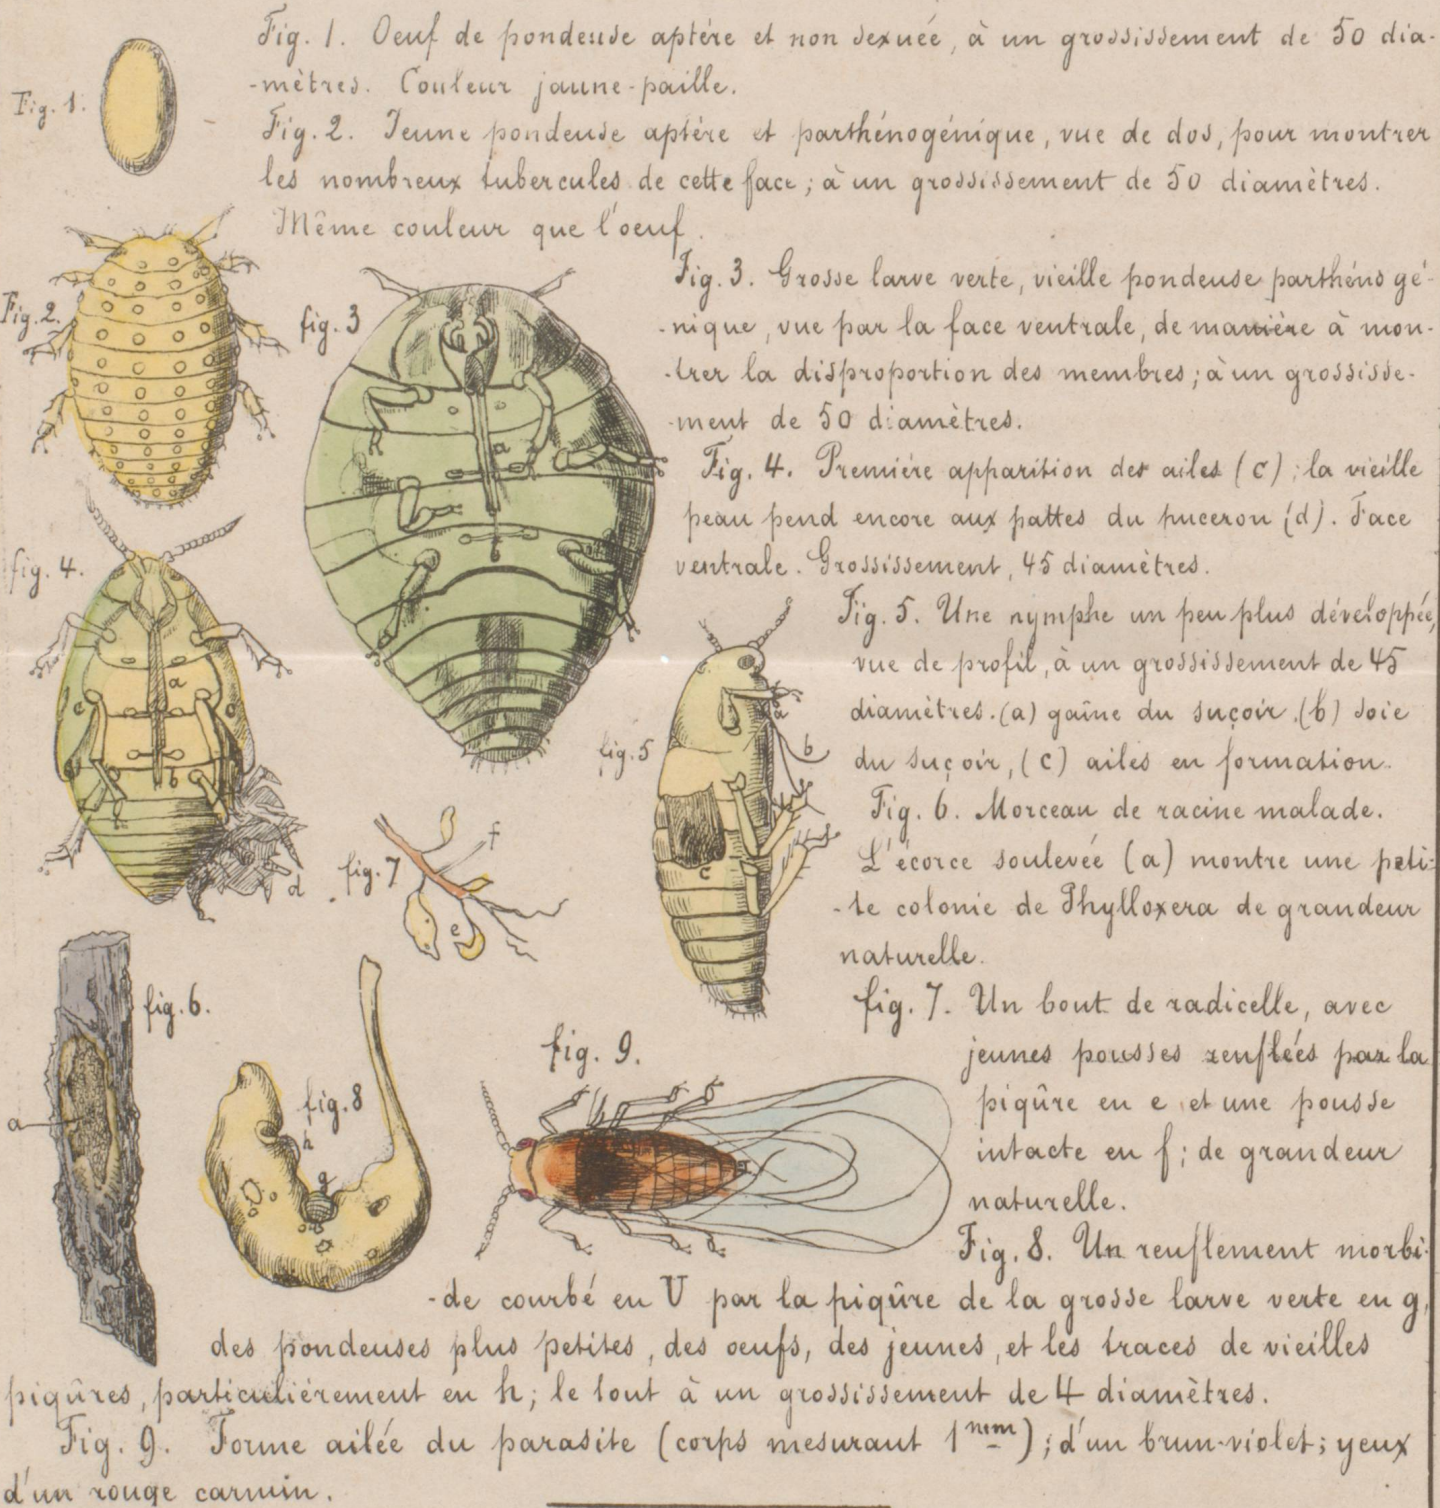 Fig. 1. Oeuf de pondeuse aptére et non sexuée, à un grossissement de 50 dia-
-mètres. Couleur jaune-paille.
Fig. 1.
Fig. 2. Jeune pondeuse aptére et parthénogénique, vue de dos, pour montrer
les nombreux tubercules de cette face; à un grossissement de 50 diamètres.
Même couleur que l'oeuf.
Fig. 2.
fig. 3
a
b
Fig. 3. Grosse larve verte, vieille pondeuse parthéno gé-
-nique, vue par la face ventrale, de manière à mon-
-trer la disproportion des membres; à un grossisse-
-ment de 50 diamètres.
Fig. 4. Première apparition des ailes (c); la vieille
peau pend encore aux pattes du puceron (d). Face
ventrale. Grossissement, 45 diamètres.
fig. 4.
a
c
b
d
Fig. 5. Une nymphe un peu plus développée,
vue de profil, à un grossissement de 45
diamètres. (a) gaîne du suçoir, (b) soie
du suçoir, (c) ailes en formation.
fig. 5
a
b
c
Fig. 6. Morceau de racine malade.
L'écorce soulevée (a) montre une peti-
-te colonie de Phylloxera de grandeur
naturelle.
fig. 7
f
e
fig. 6.
a
fig. 7. Un bout de radicelle, avec
jeunes pousses renflées par la
piqûre en e et une pousse
intacte en f; de grandeur
naturelle.
fig. 8
h
g
fig. 9.
Fig. 8. Un renflement morbi-
-de courbé en U par la piqûre de la grosse larve verte en g,
des pondeuses plus petites, des oeufs, des jeunes, et les traces de vieilles
piqûres, particuliérement en h; le tout à un grossissement de 4 diamètres.
Fig. 9. Forme ailée du parasite (corps mesurant 1 mm); d'un brun-violet; yeux
d'un rouge carmin.